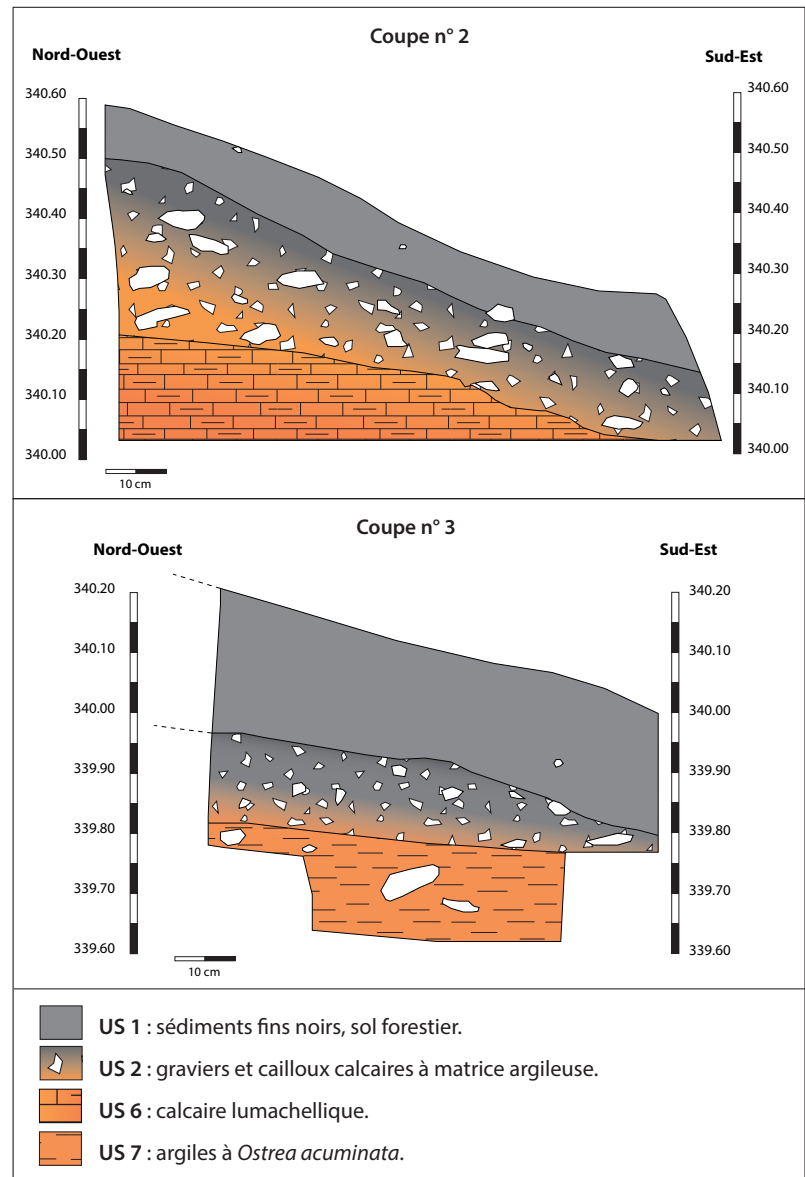 Coupe n° 2
Nord-Ouest
Sud-Est
340.60
340.50
340.40
340.30
340.20
340.10
340.00
340.60
340.50
340.40
340.30
340.20
340.10
340.00
10 cm
Coupe n° 3
Nord-Ouest
Sud-Est
340.20
340.10
340.00
339.90
339.80
339.70
339.60
340.20
340.10
340.00
339.90
339.80
339.70
339.60
10 cm
US 1 : sédiments fins noirs, sol forestier.
US 2 : graviers et cailloux calcaires à matrice argileuse.
US 6 : calcaire lumachellique.
US 7 : argiles à Ostrea acuminata.